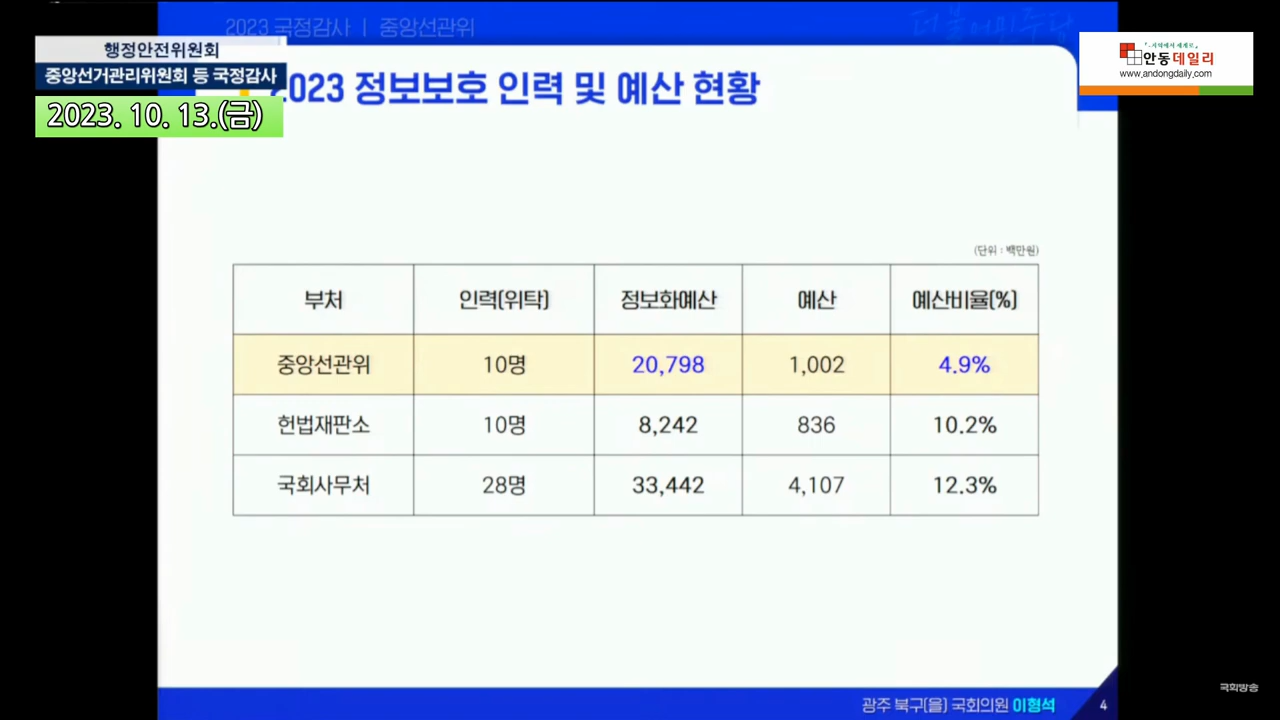 2023 국정감사 | 중앙선관위
더불어민주당
행정안전위원회
중앙선거관리위원회 등 국정감사
2023. 10. 13.(금)
2023 정보보호 인력 및 예산 현황
안동데일리
www.andongdaily.com
(단위 : 백만원)
부처 인력(위탁) 정보화예산 예산 예산비율(%)
중앙선관위 10명 20,798 1,002 4.9%
헌법재판소 10명 8,242 836 10.2%
국회사무처 28명 33,442 4,107 12.3%
국회방송
광주 북구(을) 국회의원 이형석 4